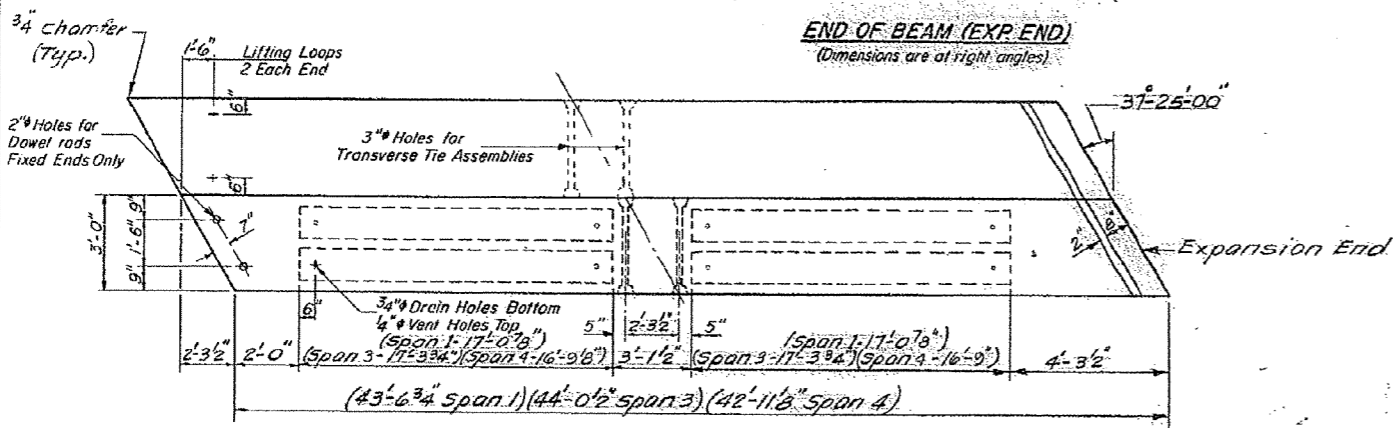 3/4" chamfer
(Typ.)
1'-6"
Lifting Loops
2 Each End
END OF BEAM (EXP. END)
(Dimensions are at right angles)
37°-25'-00"
6"
2"φ Holes for
Dowel rods
Fixed Ends Only
3"φ Holes for
Transverse Tie Assemblies
6"
3'-0"
9"
1'-6"
9"
7"
2"
8"
Expansion End
6"
3/4"φ Drain Holes Bottom
1/4"φ Vent Holes Top
5"
2'-3 1/2"
5"
(Span 1-17'-0 7/8")
(Span 1-17'-0 7/8")
2'-3 1/2"
2'-0"
(Span 3-17'-3 3/4")(Span 4-16'-9 1/8")
3'-1 1/2"
(Span 3-17'-3 3/4")(Span 4-16'-9")
4'-3 1/2"
(43'-6 3/4" Span 1)(44'-0 1/2" Span 3)(42'-11 1/8" Span 4)